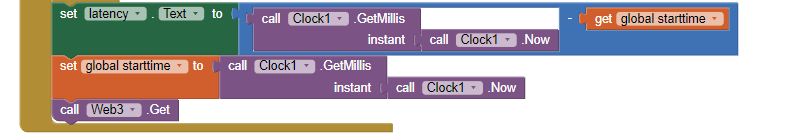 set latency . Text to call Clock1 .GetMillis - get global starttime
instant call Clock1 .Now
set global starttime to call Clock1 .GetMillis
instant call Clock1 .Now
call Web3 .Get